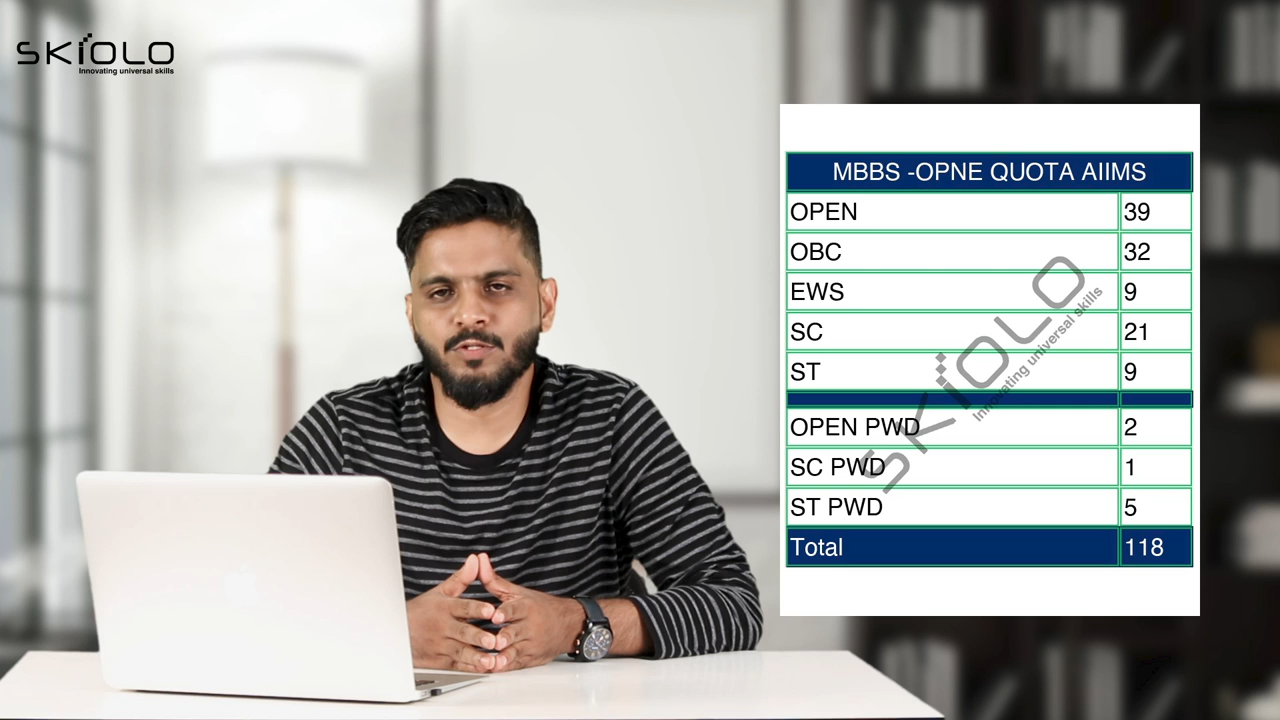 SKiOLO
Innovating universal skills
MBBS -OPNE QUOTA AIIMS
OPEN 39
OBC 32
EWS 9
SC 21
ST 9
OPEN PWD 2
SC PWD 1
ST PWD 5
Total 118
SKiOLO
Innovating universal skills